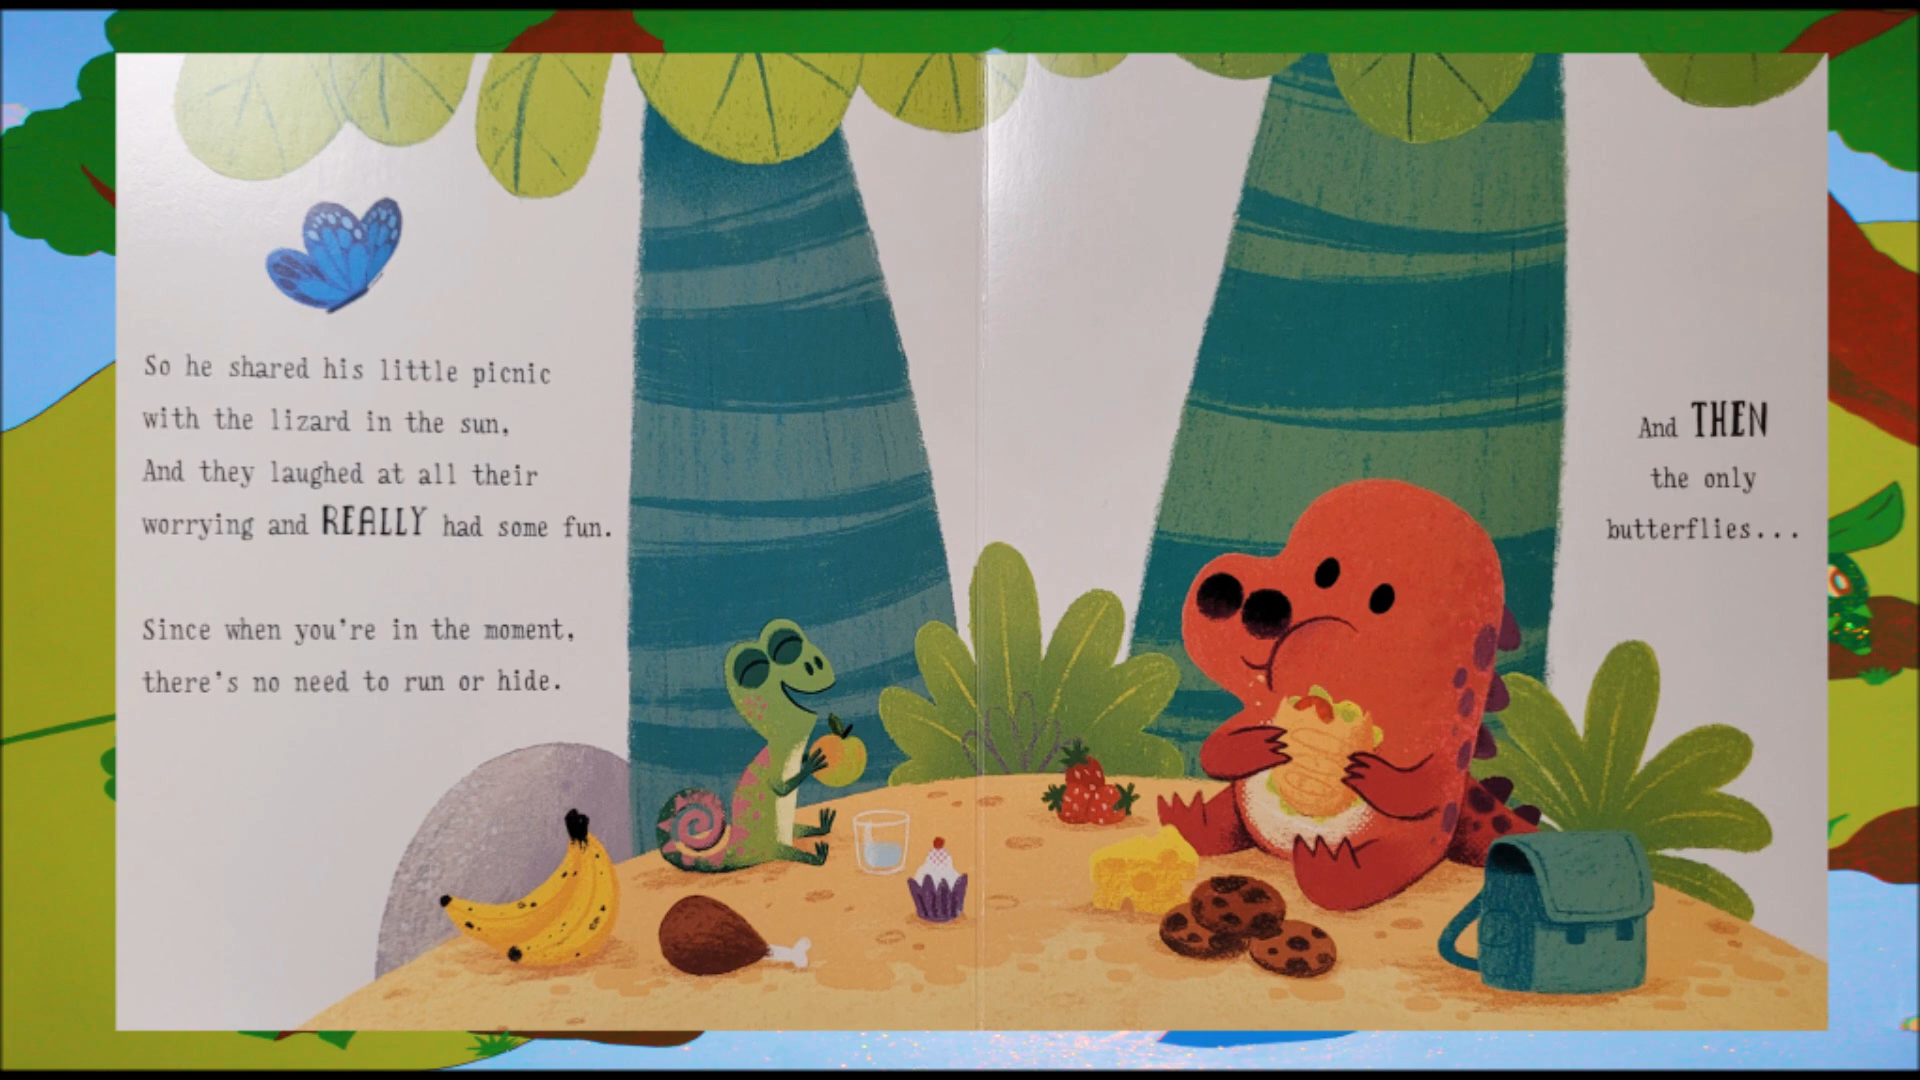 So he shared his little picnic
with the lizard in the sun,
And they laughed at all their
worrying and REALLY had some fun.
Since when you're in the moment,
there's no need to run or hide.
And THEN
the only
butterflies...